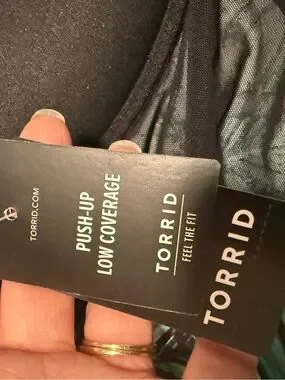 TORRID.COM
PUSH-UP
LOW COVERAGE
TORRID
FEEL THE FIT
TORRID